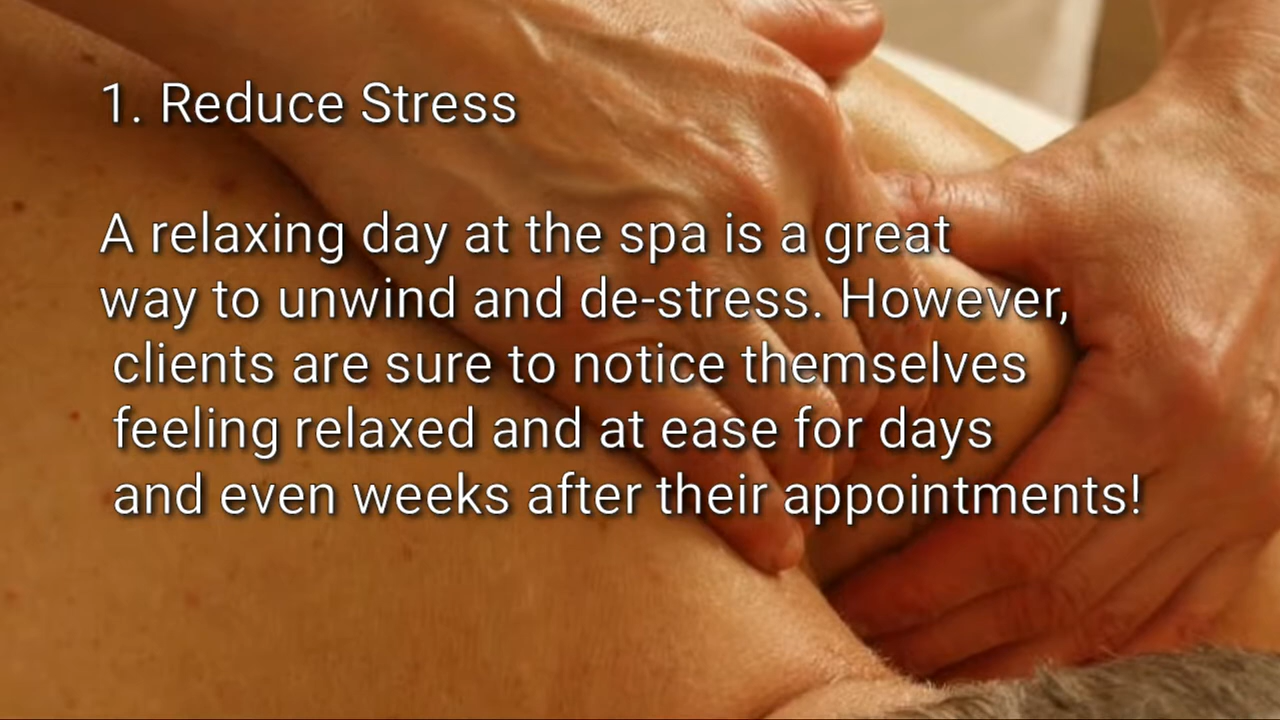 1. Reduce Stress
A relaxing day at the spa is a great
way to unwind and de-stress. However,
clients are sure to notice themselves
feeling relaxed and at ease for days
and even weeks after their appointments!